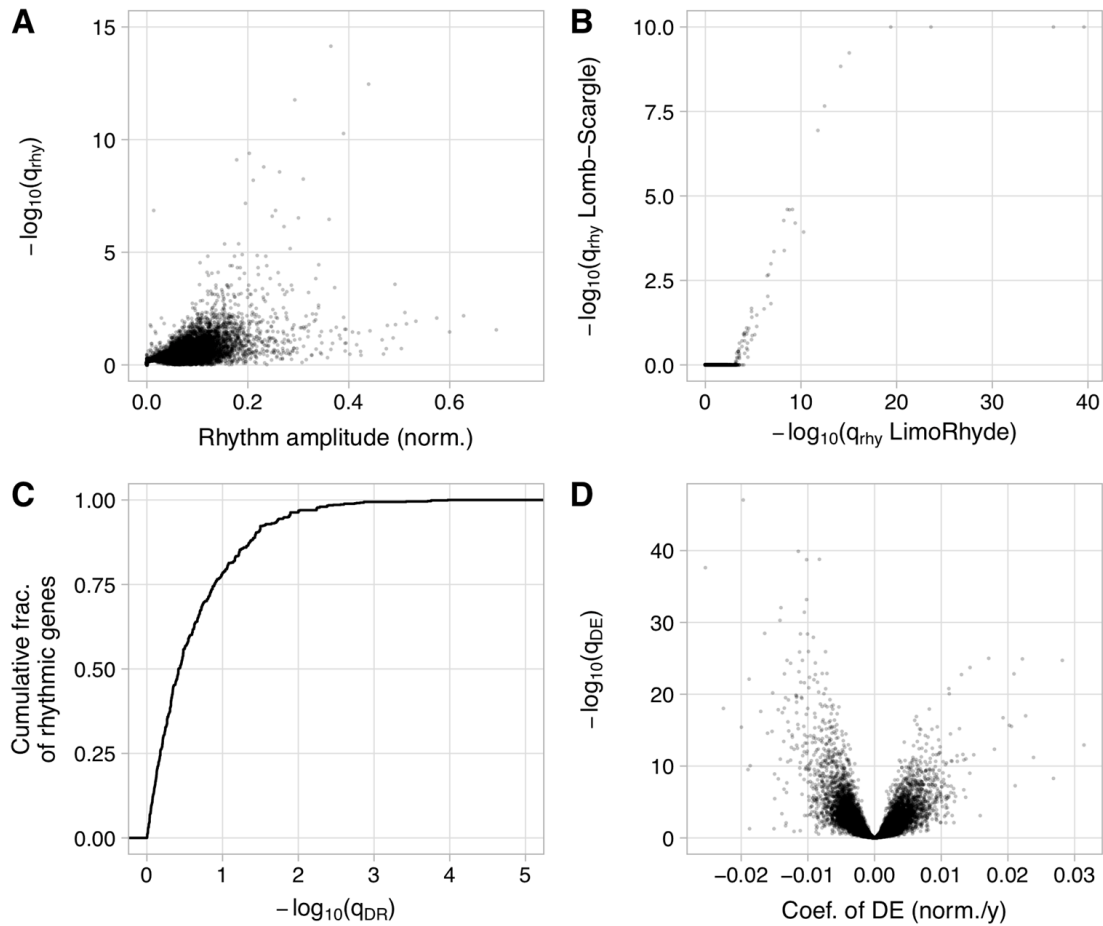 A
15
10
5
0
−log10(qrhy)
0.0 0.2 0.4 0.6
Rhythm amplitude (norm.)
B
10.0
7.5
5.0
2.5
0.0
−log10(qrhy Lomb−Scargle)
0 10 20 30 40
−log10(qrhy LimoRhyde)
C
1.00
0.75
0.50
0.25
0.00
Cumulative frac.
of rhythmic genes
0 1 2 3 4 5
−log10(qDR)
D
40
30
20
10
0
−log10(qDE)
−0.02 −0.01 0.00 0.01 0.02 0.03
Coef. of DE (norm./y)